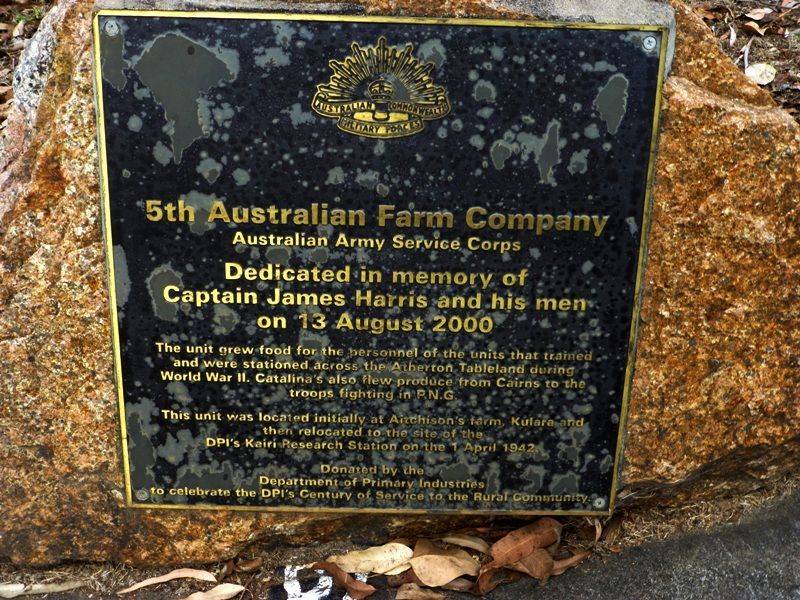 AUSTRALIAN COMMONWEALTH
MILITARY FORCES
5th Australian Farm Company
Australian Army Service Corps
Dedicated in memory of
Captain James Harris and his men
on 13 August 2000
The unit grew food for the personnel of the units that trained
and were stationed across the Atherton Tableland during
World War II. Catalina's also flew produce from Cairns to the
troops fighting in P.N.G.
This unit was located initially at Aitchison's farm, Kulara and
then relocated to the site of the
DPI's Kairi Research Station on the 1 April 1942.
Donated by the
Department of Primary Industries
to celebrate the DPI's Century of Service to the Rural Community.